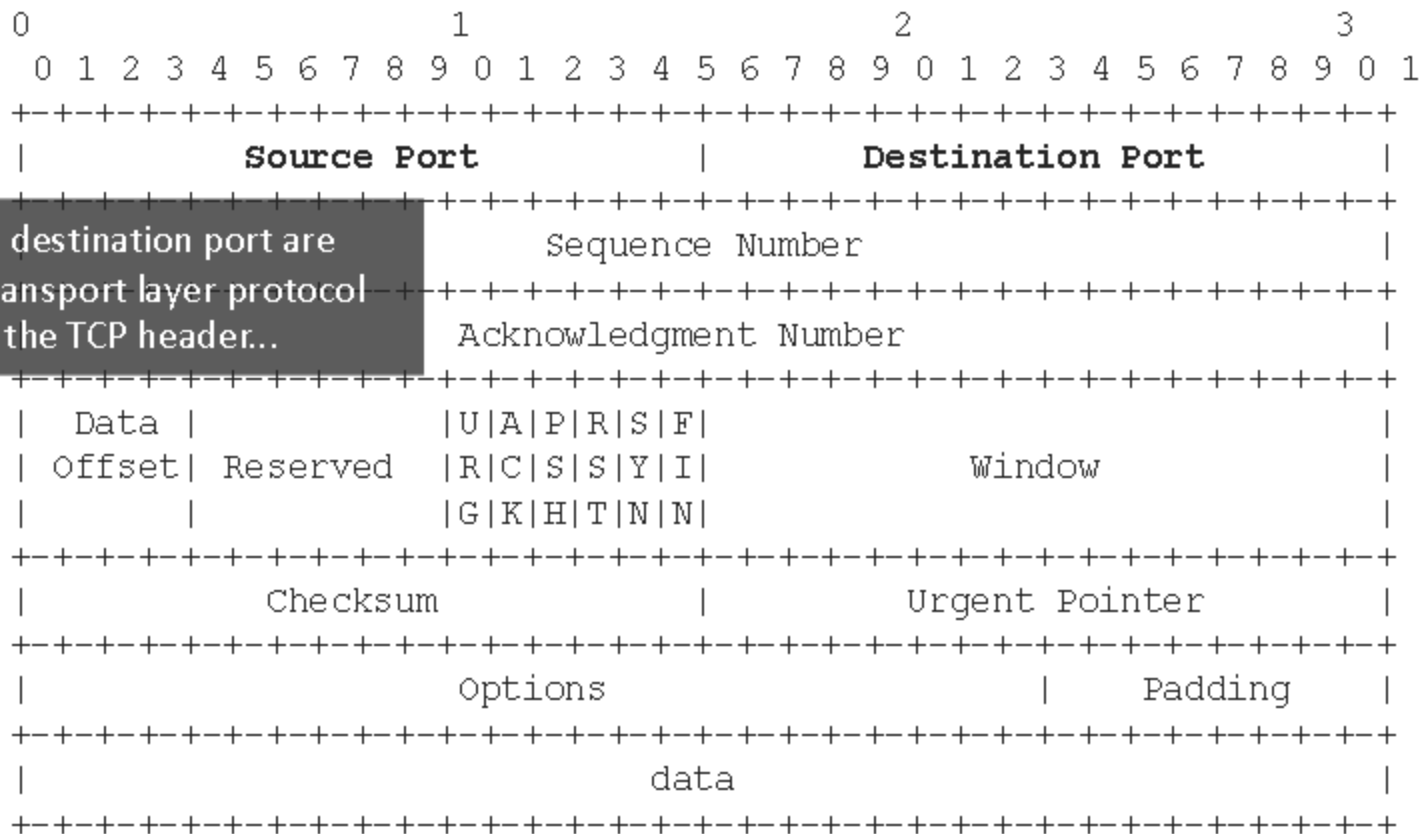 0 1 2 3
0 1 2 3 4 5 6 7 8 9 0 1 2 3 4 5 6 7 8 9 0 1 2 3 4 5 6 7 8 9 0 1
+-+-+-+-+-+-+-+-+-+-+-+-+-+-+-+-+-+-+-+-+-+-+-+-+-+-+-+-+-+-+-+-+
| Source Port | Destination Port |
+-+-+-+-+-+-+-+-+-+-+-+-+-+-+-+-+-+-+-+-+-+-+-+-+-+-+-+-+-+-+-+-+
destination port are
Sequence Number |
ansport layer protocol +-+-+-+-+-+-+-+-+-+-+-+-+-+-+-+-+-+-+-+-+-+-+-+
the TCP header...
Acknowledgment Number |
+-+-+-+-+-+-+-+-+-+-+-+-+-+-+-+-+-+-+-+-+-+-+-+-+-+-+-+-+-+-+-+-+
| Data | |U|A|P|R|S|F| |
| Offset| Reserved |R|C|S|S|Y|I| Window |
| | |G|K|H|T|N|N| |
+-+-+-+-+-+-+-+-+-+-+-+-+-+-+-+-+-+-+-+-+-+-+-+-+-+-+-+-+-+-+-+-+
| Checksum | Urgent Pointer |
+-+-+-+-+-+-+-+-+-+-+-+-+-+-+-+-+-+-+-+-+-+-+-+-+-+-+-+-+-+-+-+-+
| Options | Padding |
+-+-+-+-+-+-+-+-+-+-+-+-+-+-+-+-+-+-+-+-+-+-+-+-+-+-+-+-+-+-+-+-+
| data |
+-+-+-+-+-+-+-+-+-+-+-+-+-+-+-+-+-+-+-+-+-+-+-+-+-+-+-+-+-+-+-+-+